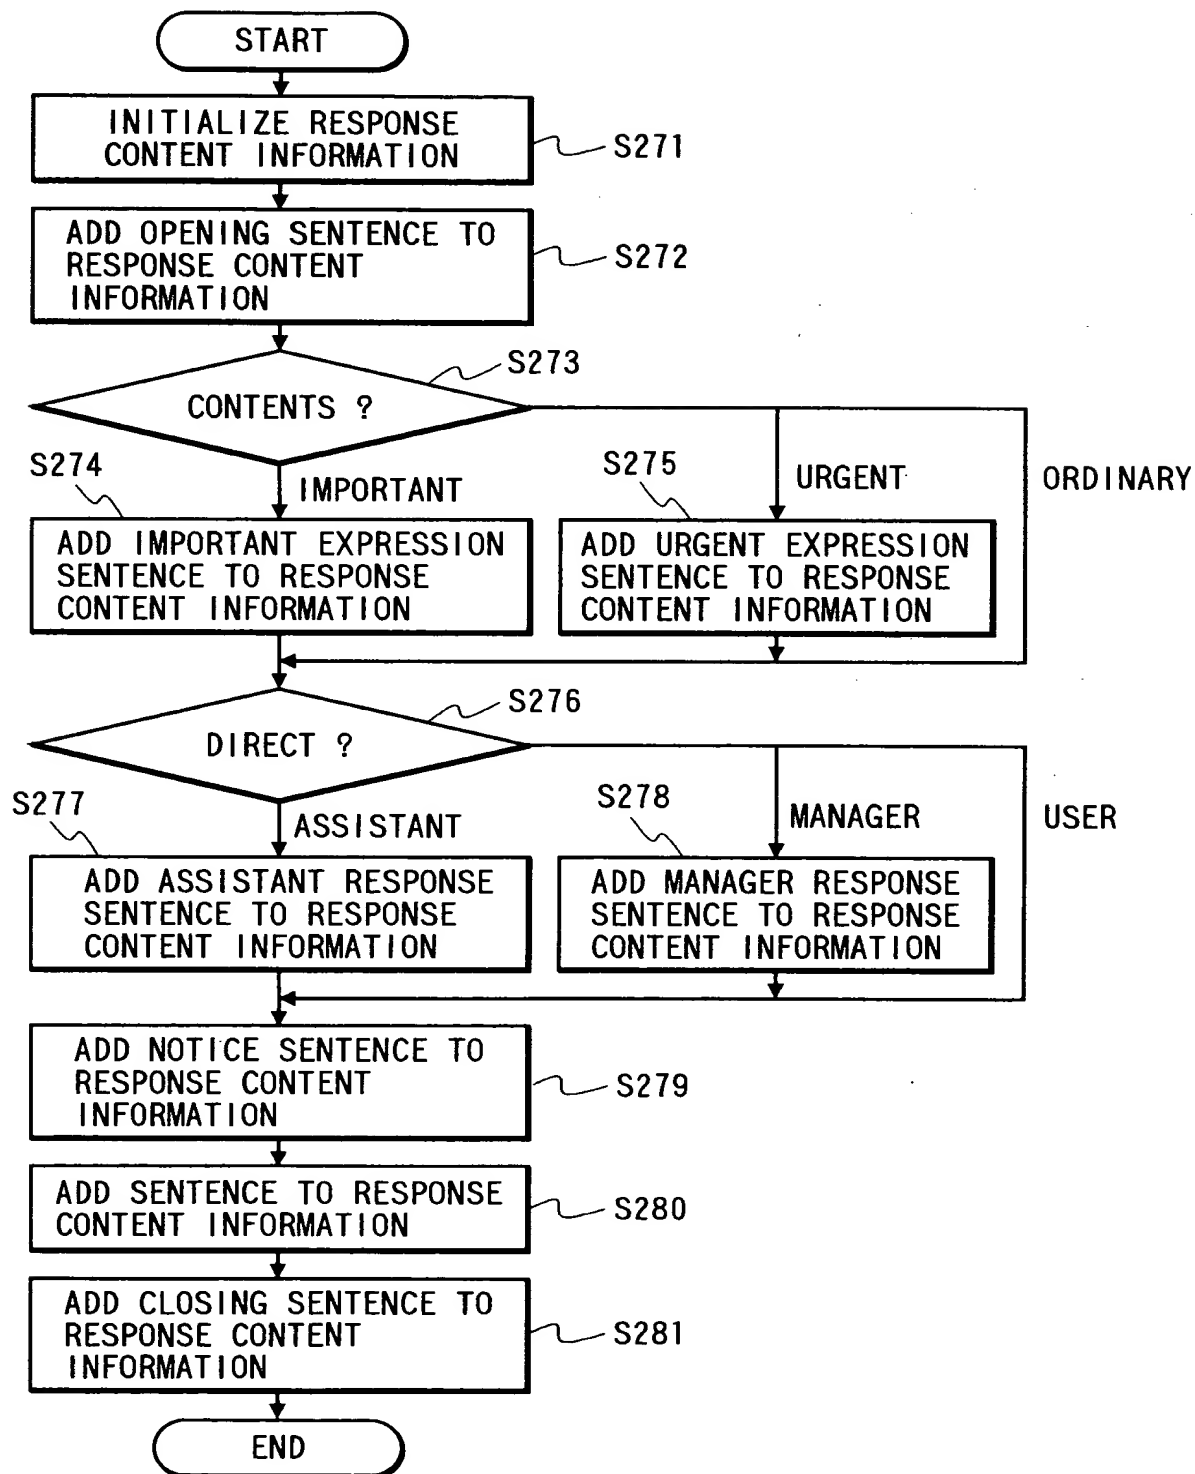 START
INITIALIZE RESPONSE
CONTENT INFORMATION
S271
ADD OPENING SENTENCE TO
RESPONSE CONTENT
INFORMATION
S272
S273
CONTENTS ?
S274
IMPORTANT
S275
URGENT
ORDINARY
ADD IMPORTANT EXPRESSION
SENTENCE TO RESPONSE
CONTENT INFORMATION
ADD URGENT EXPRESSION
SENTENCE TO RESPONSE
CONTENT INFORMATION
S276
DIRECT ?
S277
ASSISTANT
S278
MANAGER
USER
ADD ASSISTANT RESPONSE
SENTENCE TO RESPONSE
CONTENT INFORMATION
ADD MANAGER RESPONSE
SENTENCE TO RESPONSE
CONTENT INFORMATION
ADD NOTICE SENTENCE TO
RESPONSE CONTENT
INFORMATION
S279
ADD SENTENCE TO RESPONSE
CONTENT INFORMATION
S280
ADD CLOSING SENTENCE TO
RESPONSE CONTENT
INFORMATION
S281
END